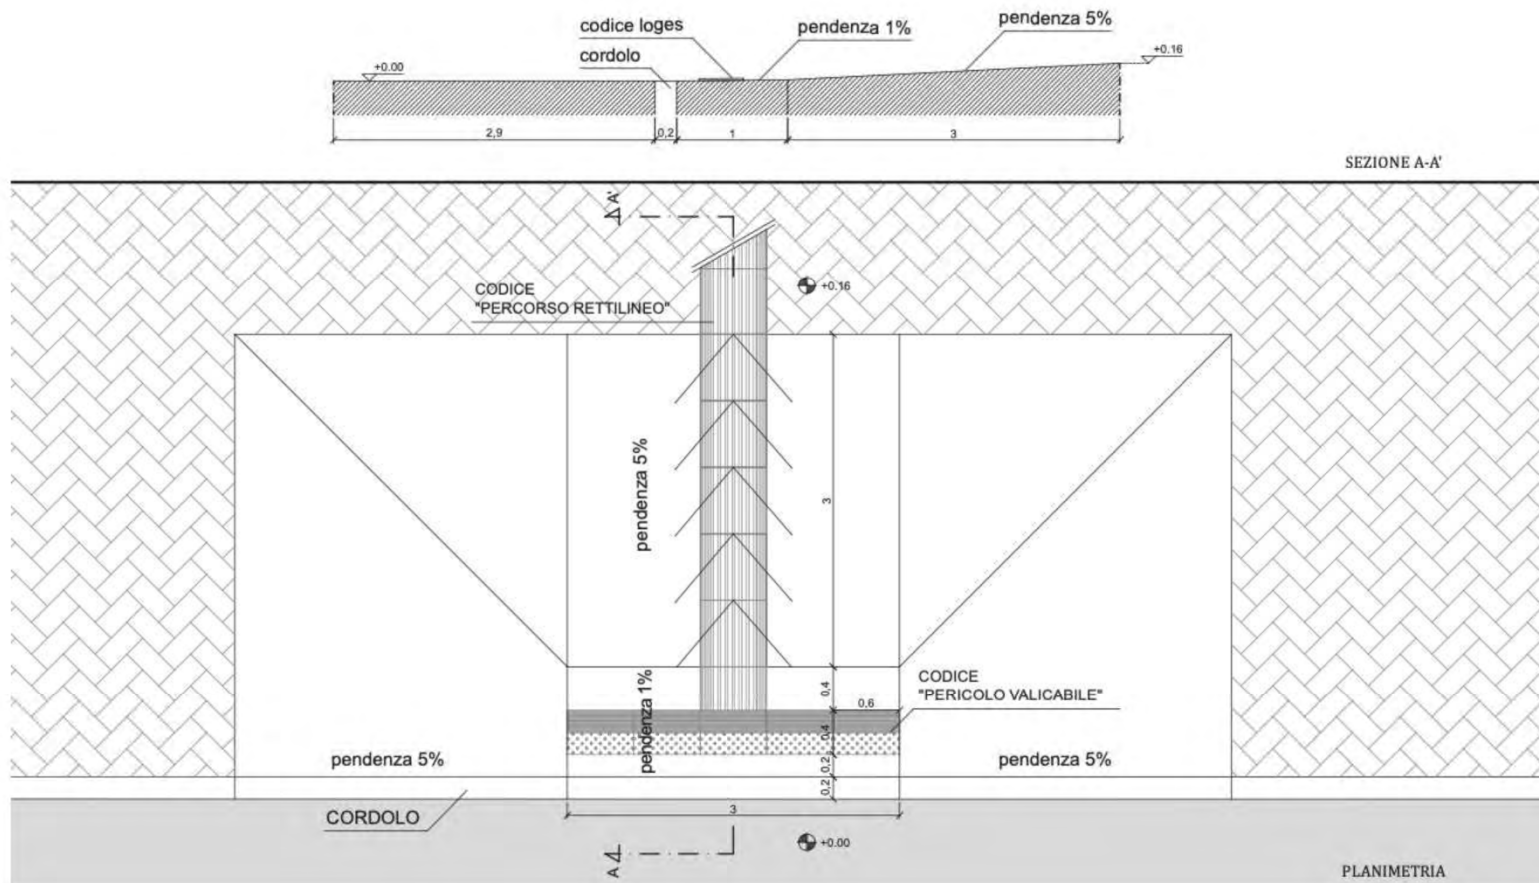 codice loges
pendenza 1%
pendenza 5%
cordolo
+0.00
+0.16
2,9
0,2
1
3
SEZIONE A-A'
A'
CODICE
"PERCORSO RETTILINEO"
+0.16
pendenza 5%
3
pendenza 1%
0,4
0,6
CODICE
"PERICOLO VALICABILE"
0,4
0,2
0,2
pendenza 5%
pendenza 5%
CORDOLO
3
A
+0.00
PLANIMETRIA